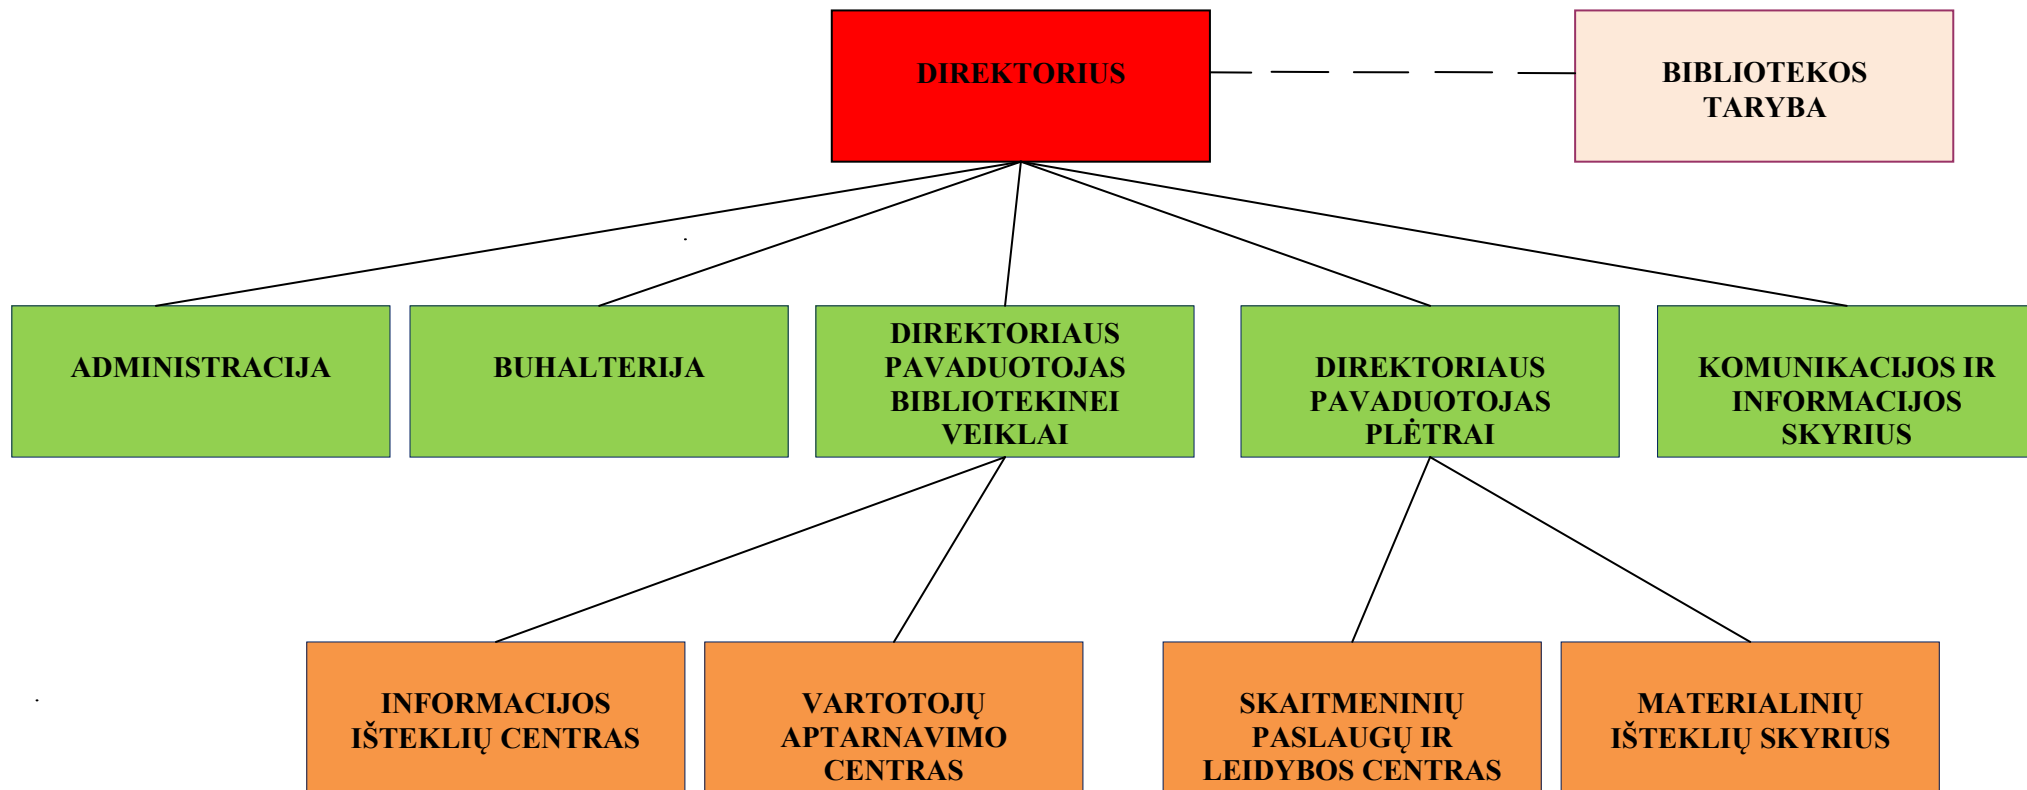 DIREKTORIUS
BIBLIOTEKOS
TARYBA
ADMINISTRACIJA
BUHALTERIJA
DIREKTORIAUS
PAVADUOTOJAS
BIBLIOTEKINEI
VEIKLAI
DIREKTORIAUS
PAVADUOTOJAS
PLĖTRAI
KOMUNIKACIJOS IR
INFORMACIJOS
SKYRIUS
INFORMACIJOS
IŠTEKLIŲ CENTRAS
VARTOTOJŲ
APTARNAVIMO
CENTRAS
SKAITMENINIŲ
PASLAUGŲ IR
LEIDYBOS CENTRAS
MATERIALINIŲ
IŠTEKLIŲ SKYRIUS